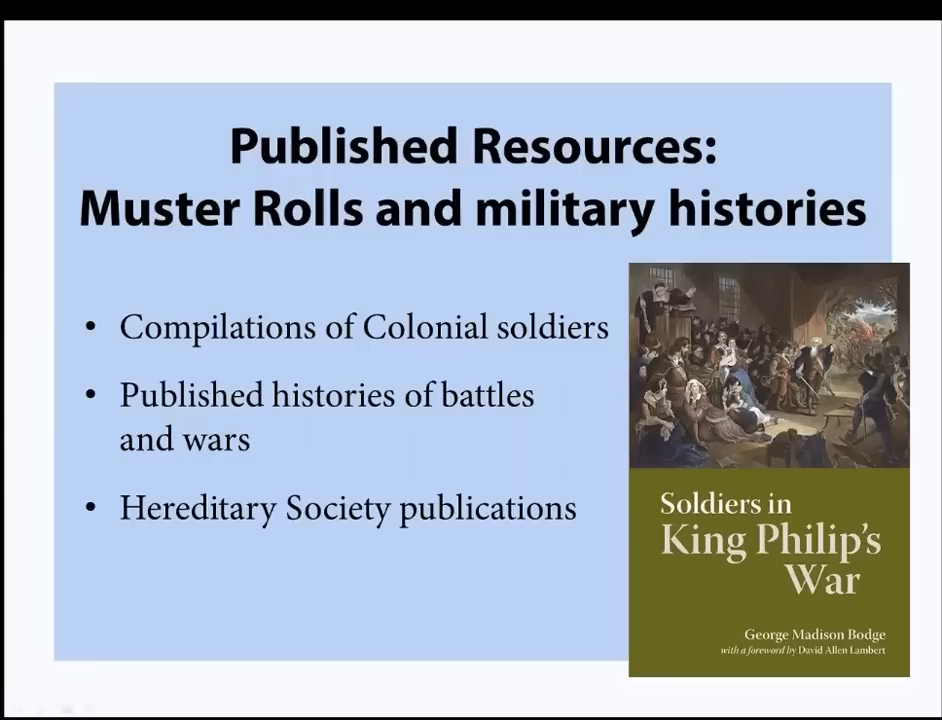 Published Resources:
Muster Rolls and military histories
• Compilations of Colonial soldiers
• Published histories of battles
and wars
• Hereditary Society publications
Soldiers in
King Philip's
War
George Madison Bodge
with a foreword by David Allen Lambert